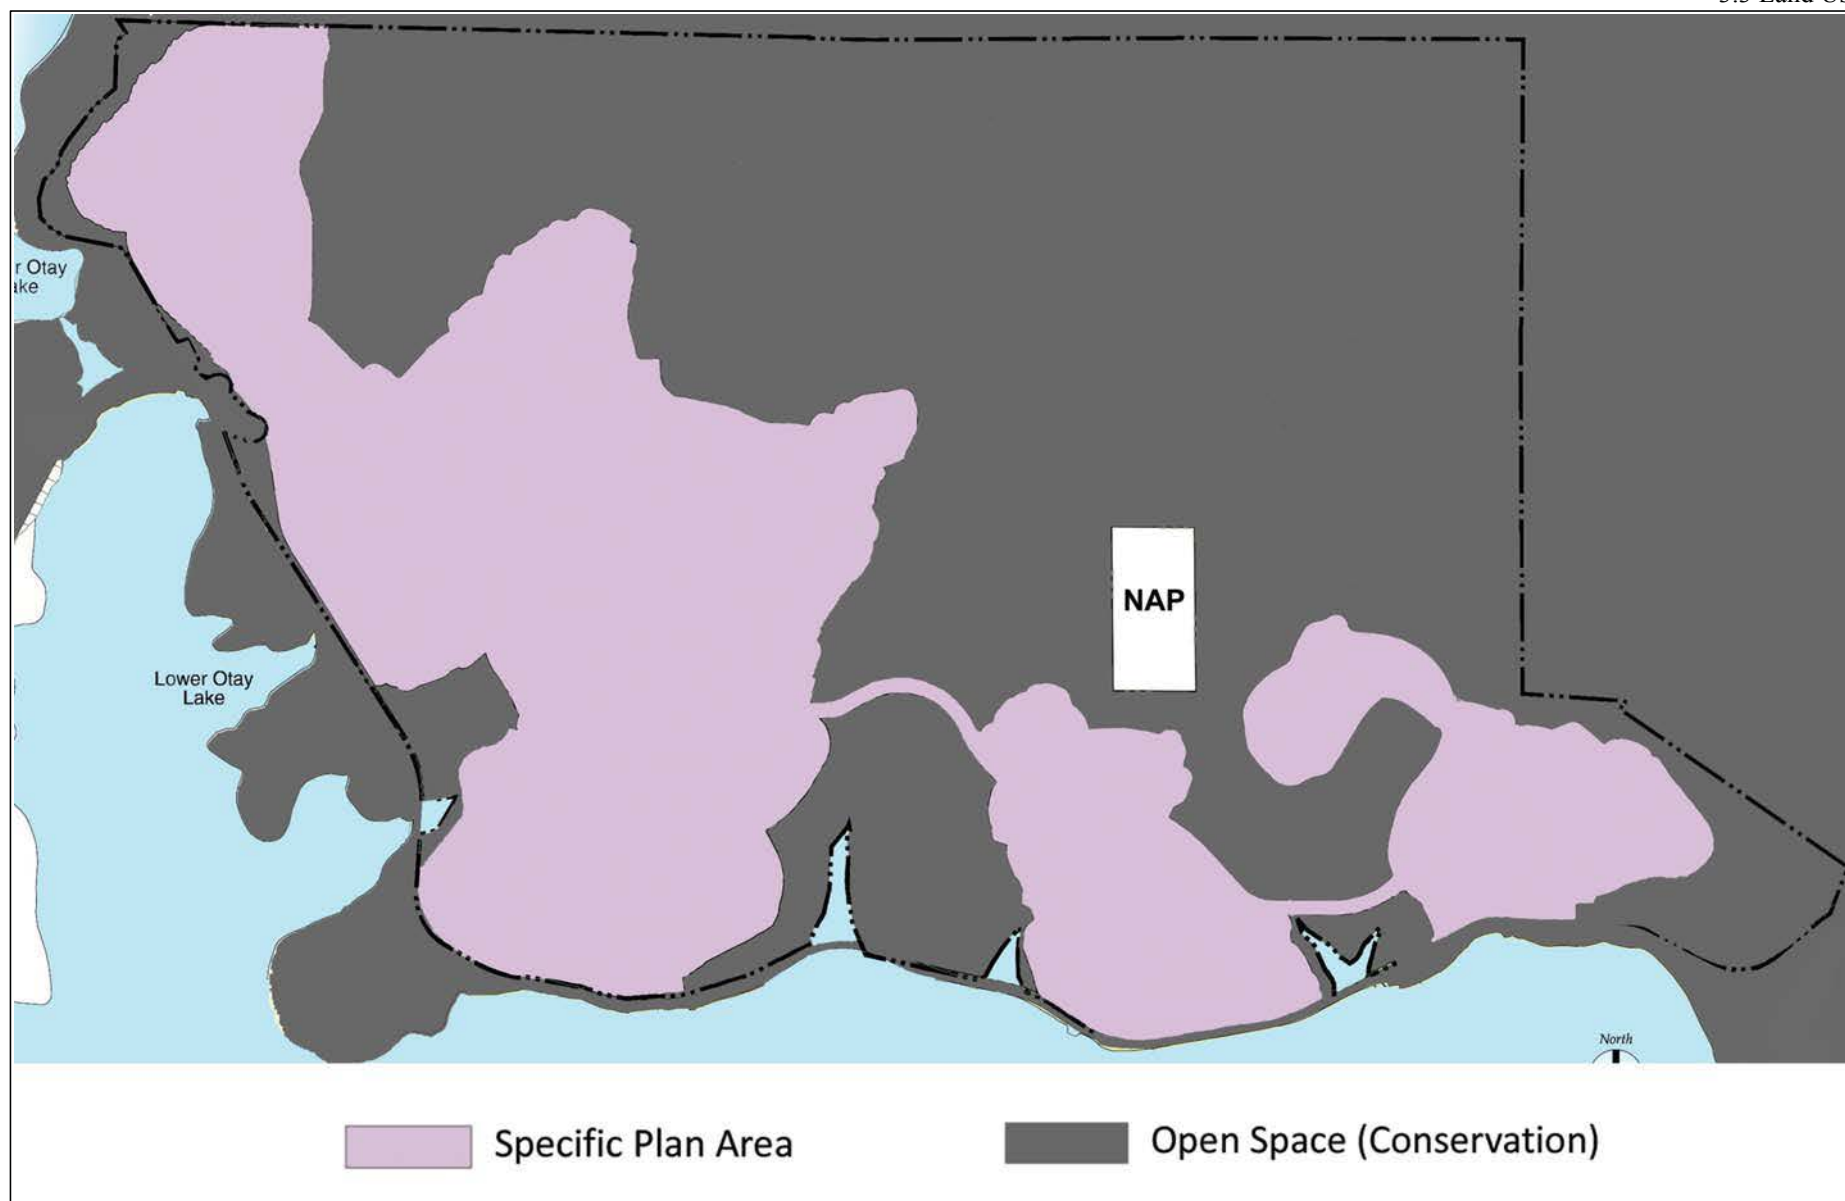 r Otay
ake
NAP
Lower Otay
Lake
North
Specific Plan Area
Open Space (Conservation)